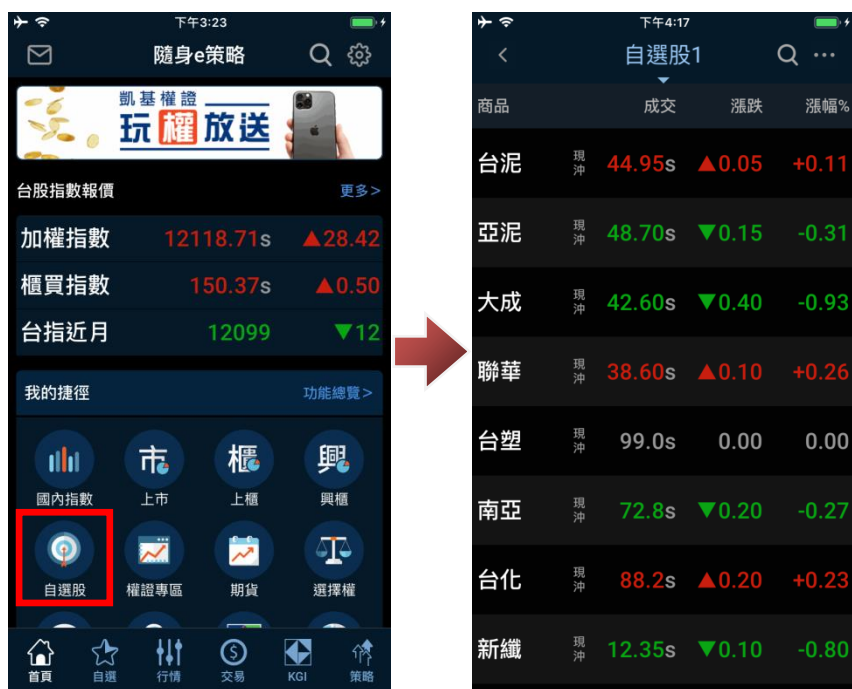 下午3:23
隨身e策略
凱基權證
玩權放送
台股指數報價 更多>
加權指數 12118.71s ▲28.42
櫃買指數 150.37s ▲0.50
台指近月 12099 ▼12
我的捷徑 功能總覽>
市 櫃 興
國內指數 上市 上櫃 興櫃
自選股 權證專區 期貨 選擇權
首頁 自選 行情 交易 KGI 策略
下午4:17
自選股1
商品 成交 漲跌 漲幅%
台泥 現沖 44.95s ▲0.05 +0.11
亞泥 現沖 48.70s ▼0.15 -0.31
大成 現沖 42.60s ▼0.40 -0.93
聯華 現沖 38.60s ▲0.10 +0.26
台塑 現沖 99.0s 0.00 0.00
南亞 現沖 72.8s ▼0.20 -0.27
台化 現沖 88.2s ▲0.20 +0.23
新纖 現沖 12.35s ▼0.10 -0.80